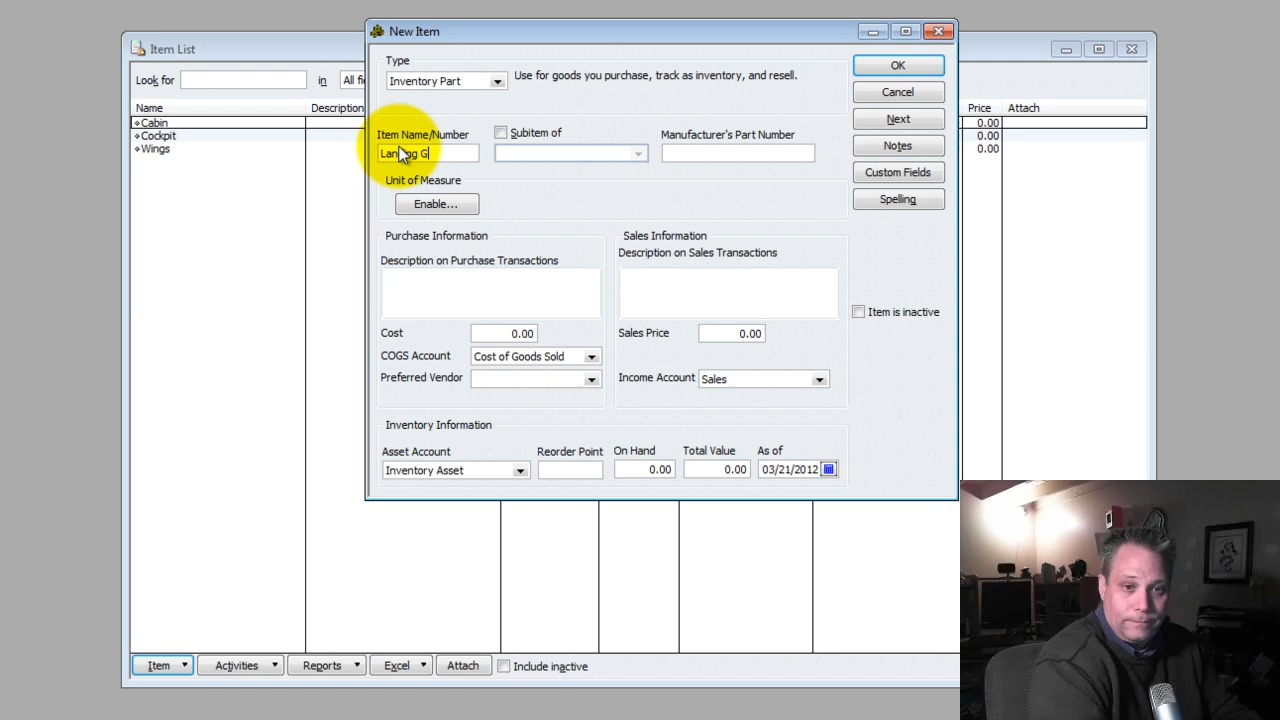 Item List
Look for
in
All fi
Name
Description
Price
Attach
Cabin
0.00
Cockpit
0.00
Wings
0.00
New Item
Type
Inventory Part
Use for goods you purchase, track as inventory, and resell.
OK
Cancel
Next
Notes
Custom Fields
Spelling
Item Name/Number
Subitem of
Manufacturer's Part Number
Unit of Measure
Enable...
Purchase Information
Description on Purchase Transactions
Sales Information
Description on Sales Transactions
Item is inactive
Cost
0.00
Sales Price
0.00
COGS Account
Cost of Goods Sold
Preferred Vendor
Income Account
Sales
Inventory Information
Asset Account
Reorder Point
On Hand
Total Value
As of
Inventory Asset
0.00
0.00
03/21/2012
Item
Activities
Reports
Excel
Attach
Include inactive